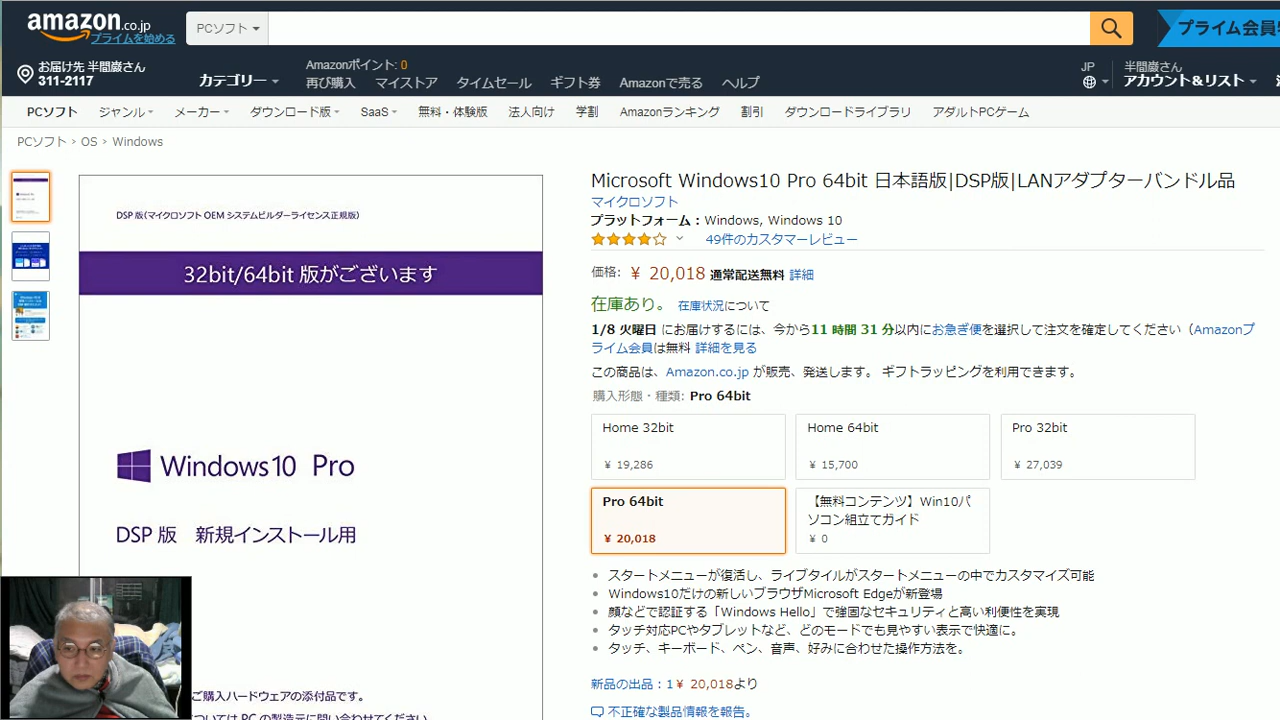 amazon.co.jp
プライムを始める
PCソフト
プライム会員
お届け先 半間巌さん
311-2117
カテゴリー
Amazonポイント: 0
再び購入 マイストア タイムセール ギフト券 Amazonで売る ヘルプ
JP
半間巌さん
アカウント&リスト
PCソフト ジャンル メーカー ダウンロード版 SaaS 無料・体験版 法人向け 学割 Amazonランキング 割引 ダウンロードライブラリ アダルトPCゲーム
PCソフト › OS › Windows
DSP 版（マイクロソフト OEM システムビルダーライセンス正規版）
32bit/64bit 版がございます
Windows10 Pro
DSP 版 新規インストール用
ご購入ハードウェアの添付品です。
ついては PC の製造元に問い合わせてください
Microsoft Windows10 Pro 64bit 日本語版|DSP版|LANアダプターバンドル品
マイクロソフト
プラットフォーム : Windows, Windows 10
49件のカスタマーレビュー
価格: ￥ 20,018 通常配送無料 詳細
在庫あり。 在庫状況について
1/8 火曜日 にお届けするには、今から11 時間 31 分以内にお急ぎ便を選択して注文を確定してください（Amazonプ
ライム会員は無料 詳細を見る
この商品は、Amazon.co.jp が販売、発送します。 ギフトラッピングを利用できます。
購入形態・種類: Pro 64bit
Home 32bit
￥ 19,286
Home 64bit
￥ 15,700
Pro 32bit
￥ 27,039
Pro 64bit
￥ 20,018
【無料コンテンツ】Win10パ
ソコン組立てガイド
￥ 0
• スタートメニューが復活し、ライブタイルがスタートメニューの中でカスタマイズ可能
• Windows10だけの新しいブラウザMicrosoft Edgeが新登場
• 顔などで認証する「Windows Hello」で強固なセキュリティと高い利便性を実現
• タッチ対応PCやタブレットなど、どのモードでも見やすい表示で快適に。
• タッチ、キーボード、ペン、音声、好みに合わせた操作方法を。
新品の出品：1￥ 20,018より
不正確な製品情報を報告。